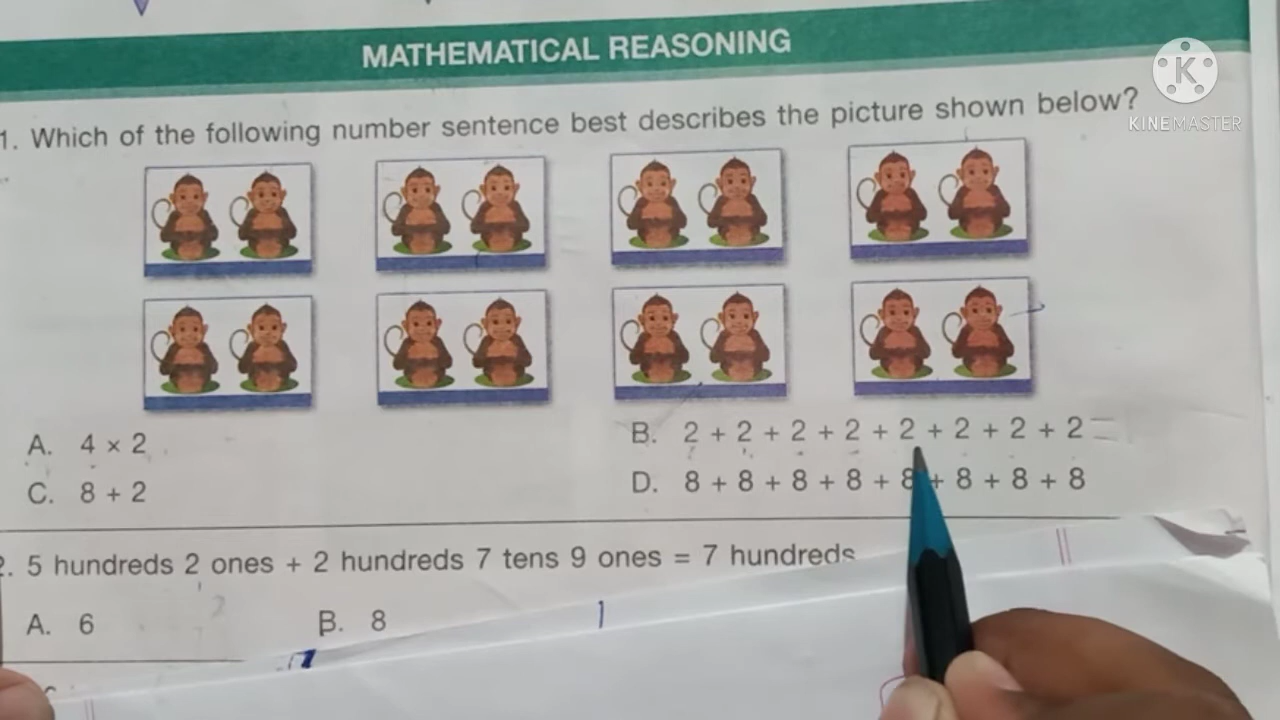 MATHEMATICAL REASONING
K
KINEMASTER
1. Which of the following number sentence best describes the picture shown below?
A. 4 × 2
B. 2 + 2 + 2 + 2 + 2 + 2 + 2 + 2 =
C. 8 + 2
D. 8 + 8 + 8 + 8 + 8 + 8 + 8 + 8
2. 5 hundreds 2 ones + 2 hundreds 7 tens 9 ones = 7 hundreds
A. 6
B. 8